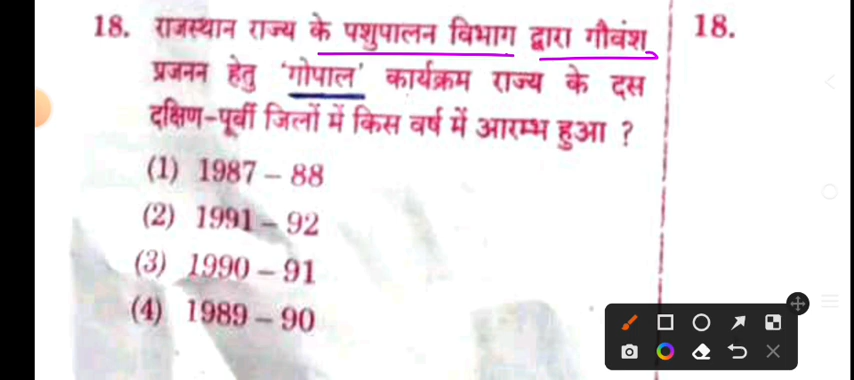 18. राजस्थान राज्य के पशुपालन विभाग द्वारा गौवंश
प्रजनन हेतु 'गोपाल' कार्यक्रम राज्य के दस
दक्षिण-पूर्वी जिलों में किस वर्ष में आरम्भ हुआ ?
(1) 1987 – 88
(2) 1991 – 92
(3) 1990 – 91
(4) 1989 – 90
18.